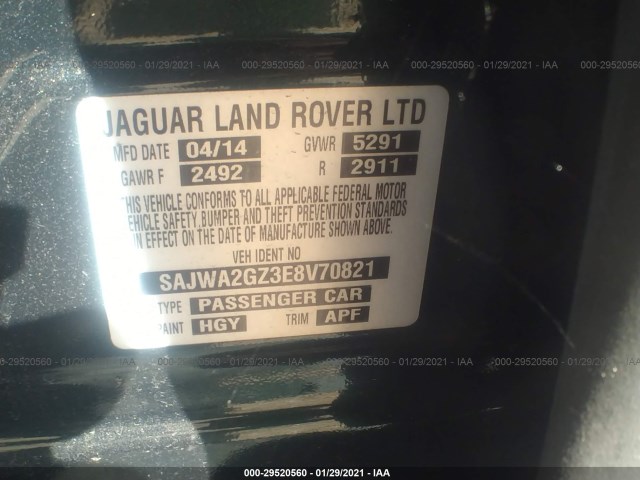 000-29520560 - 01/29/2021 - IAA
000-29520560 - 01/29/2021 - IAA
000-29520560 - 01/29/2021 - IAA
JAGUAR LAND ROVER LTD
MFD DATE 04/14 GVWR 5291
GAWR F 2492 R 2911
THIS VEHICLE CONFORMS TO ALL APPLICABLE FEDERAL MOTOR
VEHICLE SAFETY, BUMPER AND THEFT PREVENTION STANDARDS
IN EFFECT ON THE DATE OF MANUFACTURE SHOWN ABOVE.
VEH IDENT NO
SAJWA2GZ3E8V70821
TYPE PASSENGER CAR
PAINT HGY TRIM APF
000-29520560 - 01/29/2021 - IAA
000-29520560 - 01/29/2021 - IAA
000-29520560 - 01/29/2021 - IAA
000-29520560 - 01/29/2021 - IAA